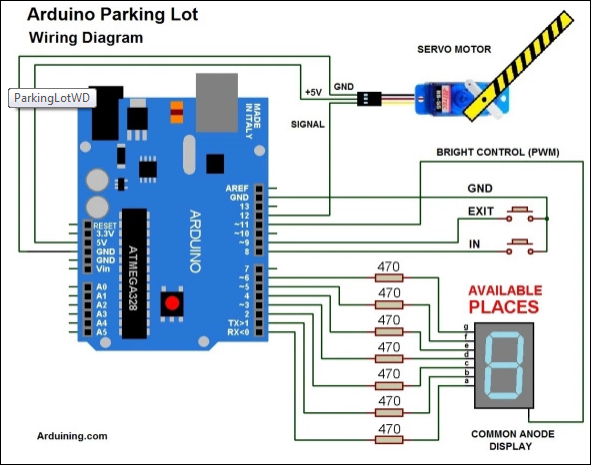 Arduino Parking Lot
Wiring Diagram
SERVO MOTOR
GND
+5V
SIGNAL
ParkingLotWD
MADE IN ITALY
BRIGHT CONTROL (PWM)
GND
EXIT
IN
AREF
GND
13
12
~11
~10
~9
8
7
~6
~5
4
~3
2
TX>1
RX<0
RESET
3.3V
5V
GND
GND
Vin
A0
A1
A2
A3
A4
A5
ATMEGA328
ARDUINO
470
470
470
470
470
470
470
AVAILABLE
PLACES
g
f
e
d
c
b
a
COMMON ANODE
DISPLAY
Arduining.com